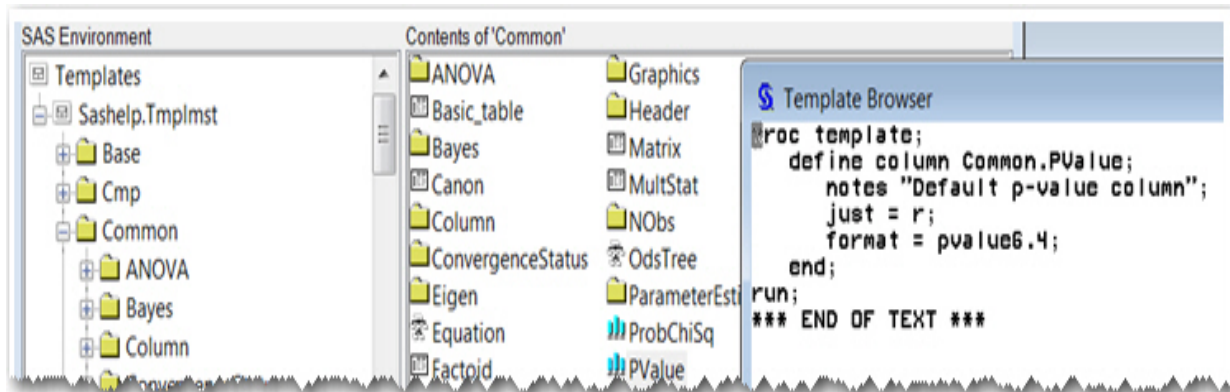 SAS Environment
Templates
Sashelp.Tmplmst
Base
Cmp
Common
ANOVA
Bayes
Column
Contents of 'Common'
ANOVA
Basic_table
Bayes
Canon
Column
ConvergenceStatus
Eigen
Equation
Factoid
Graphics
Header
Matrix
MultStat
NObs
OdsTree
ParameterEsti
ProbChiSq
PValue
Template Browser
proc template;
define column Common.PValue;
notes "Default p-value column";
just = r;
format = pvalue6.4;
end;
run;
*** END OF TEXT ***